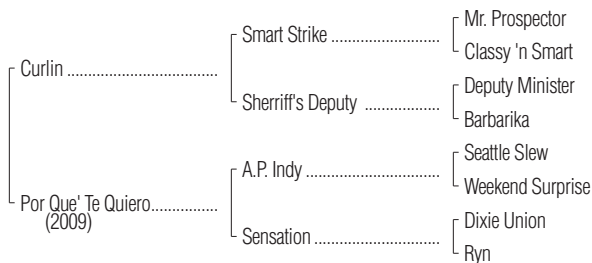 Mr. Prospector
Smart Strike ..........................
Classy 'n Smart
Curlin ....................................
Deputy Minister
Sherriff's Deputy ..................
Barbarika
Seattle Slew
A.P. Indy ................................
Weekend Surprise
Por Que' Te Quiero................
(2009)
Dixie Union
Sensation ..............................
Ryn